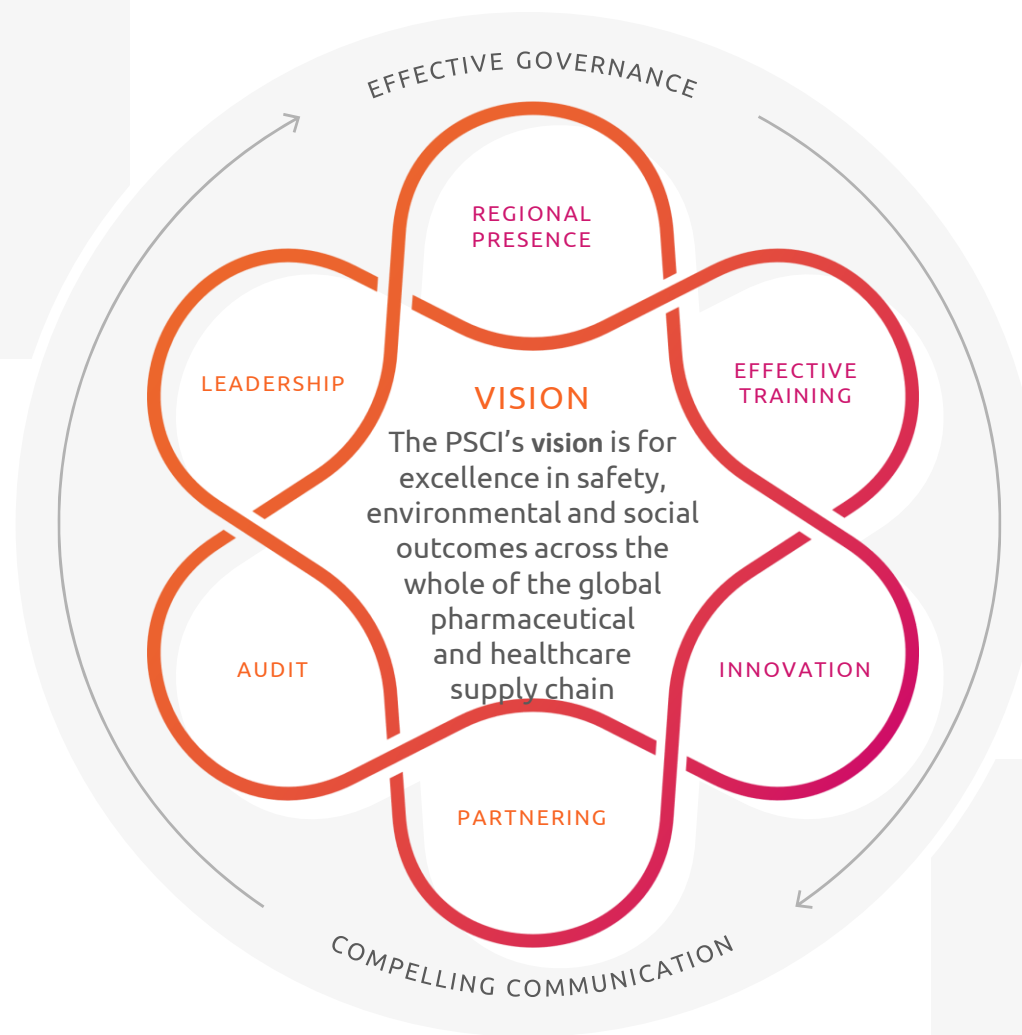 EFFECTIVE GOVERNANCE
REGIONAL
PRESENCE
LEADERSHIP
EFFECTIVE
TRAINING
VISION
The PSCI’s vision is for
excellence in safety,
environmental and social
outcomes across the
whole of the global
pharmaceutical
and healthcare
supply chain
AUDIT
INNOVATION
PARTNERING
COMPELLING COMMUNICATION